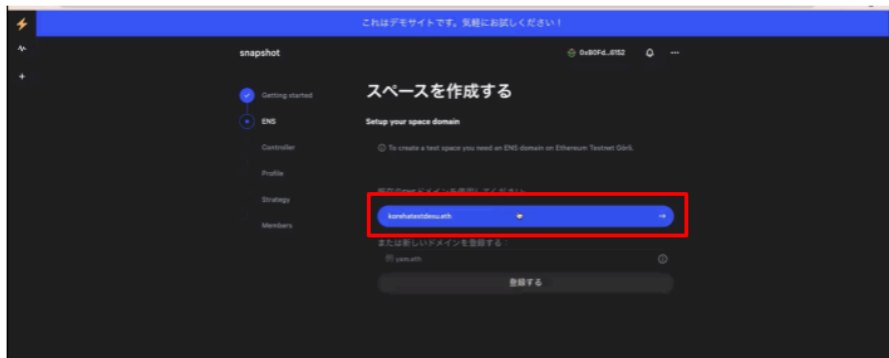 これはデモサイトです。気軽にお試しください！
snapshot
0xB0Fd...6152
Getting started
ENS
Controller
Profile
Strategy
Members
スペースを作成する
Setup your space domain
To create a test space you need an ENS domain on Ethereum Testnet Görli.
korehatestdesu.eth
または新しいドメインを登録する：
yam.eth
登録する